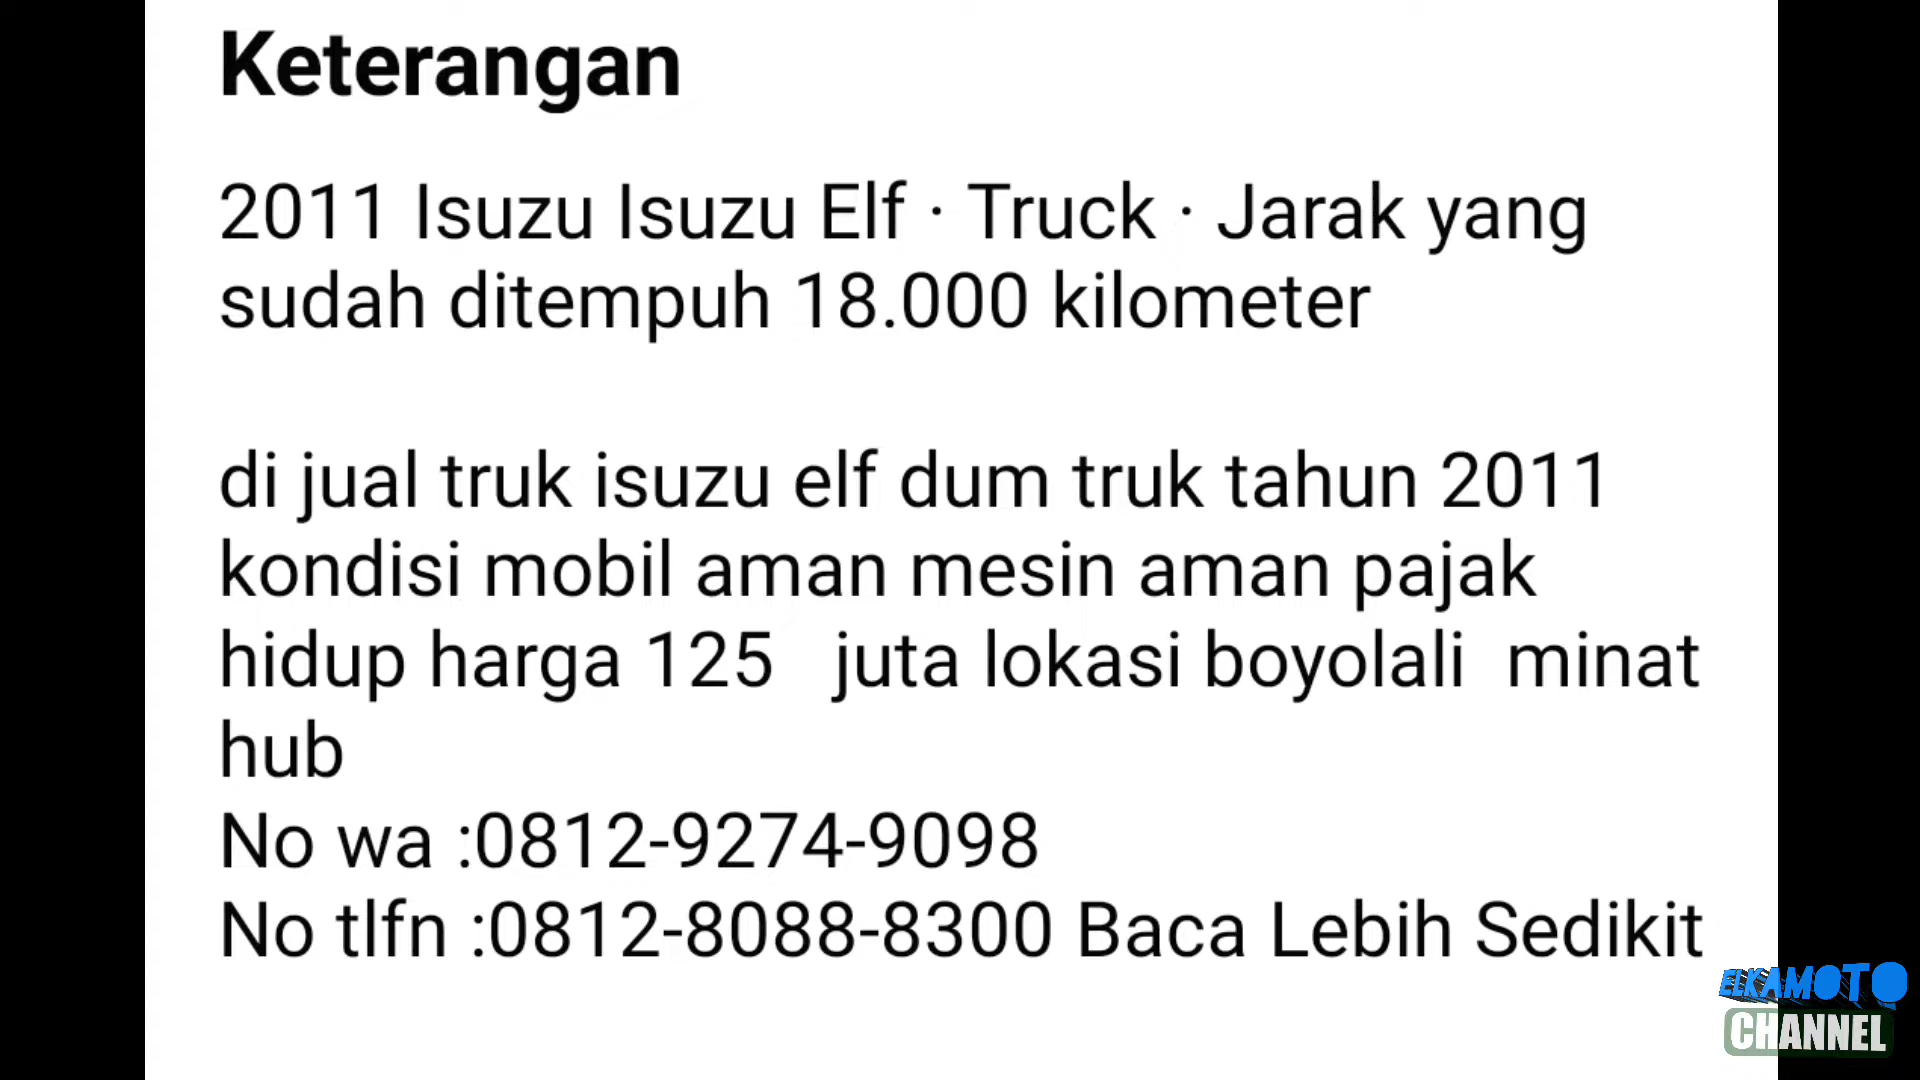 Keterangan
2011 Isuzu Isuzu Elf · Truck · Jarak yang
sudah ditempuh 18.000 kilometer
di jual truk isuzu elf dum truk tahun 2011
kondisi mobil aman mesin aman pajak
hidup harga 125   juta lokasi boyolali  minat
hub
No wa :0812-9274-9098
No tlfn :0812-8088-8300 Baca Lebih Sedikit
ELKAMOTO
CHANNEL